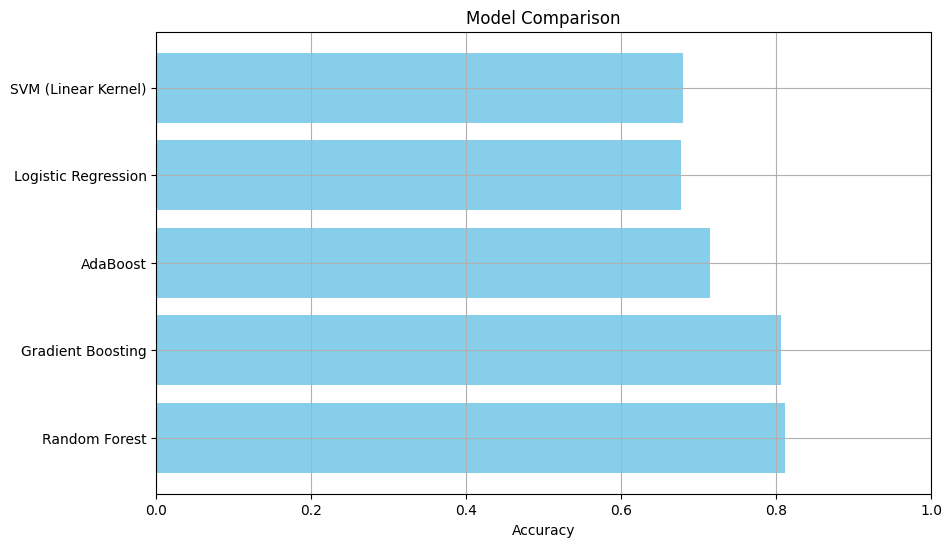 Model Comparison
SVM (Linear Kernel)
Logistic Regression
AdaBoost
Gradient Boosting
Random Forest
0.0 0.2 0.4 0.6 0.8 1.0
Accuracy